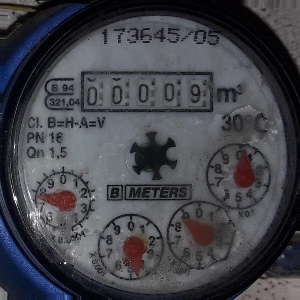 173645/05
B 94
321,04
00009 m³
Cl. B=H-A=V
PN 16
Qn 1,5
30°C
B METERS